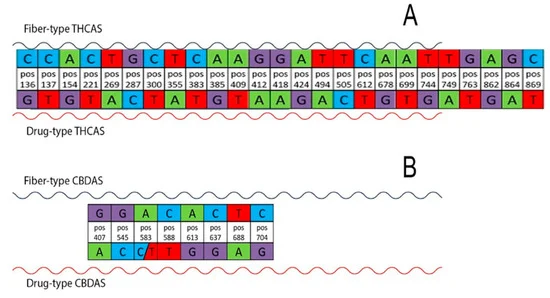 A
Fiber-type THCAS
C C A C T G C T C A A G G A T T C A A T T G A G C
pos pos pos pos pos pos pos pos pos pos pos pos pos pos pos pos pos pos pos pos pos pos pos pos pos
136 137 154 221 269 287 300 355 383 385 409 412 418 424 494 505 612 678 699 744 749 763 862 864 869
G T G T A C T A T G T A A G A C T G T G A T G A T
Drug-type THCAS
B
Fiber-type CBDAS
G G A C A C T C
pos pos pos pos pos pos pos pos
407 545 583 588 613 637 688 704
A C C T T G G A G
Drug-type CBDAS